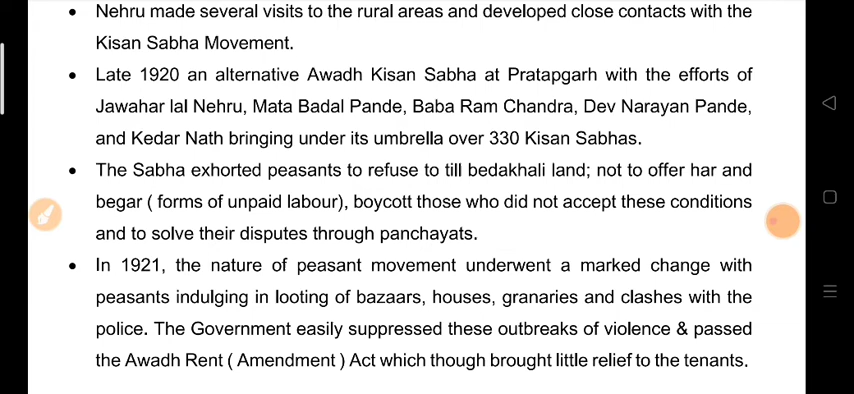 • Nehru made several visits to the rural areas and developed close contacts with the
Kisan Sabha Movement.
• Late 1920 an alternative Awadh Kisan Sabha at Pratapgarh with the efforts of
Jawahar lal Nehru, Mata Badal Pande, Baba Ram Chandra, Dev Narayan Pande,
and Kedar Nath bringing under its umbrella over 330 Kisan Sabhas.
• The Sabha exhorted peasants to refuse to till bedakhali land; not to offer har and
begar ( forms of unpaid labour), boycott those who did not accept these conditions
and to solve their disputes through panchayats.
• In 1921, the nature of peasant movement underwent a marked change with
peasants indulging in looting of bazaars, houses, granaries and clashes with the
police. The Government easily suppressed these outbreaks of violence & passed
the Awadh Rent ( Amendment ) Act which though brought little relief to the tenants.